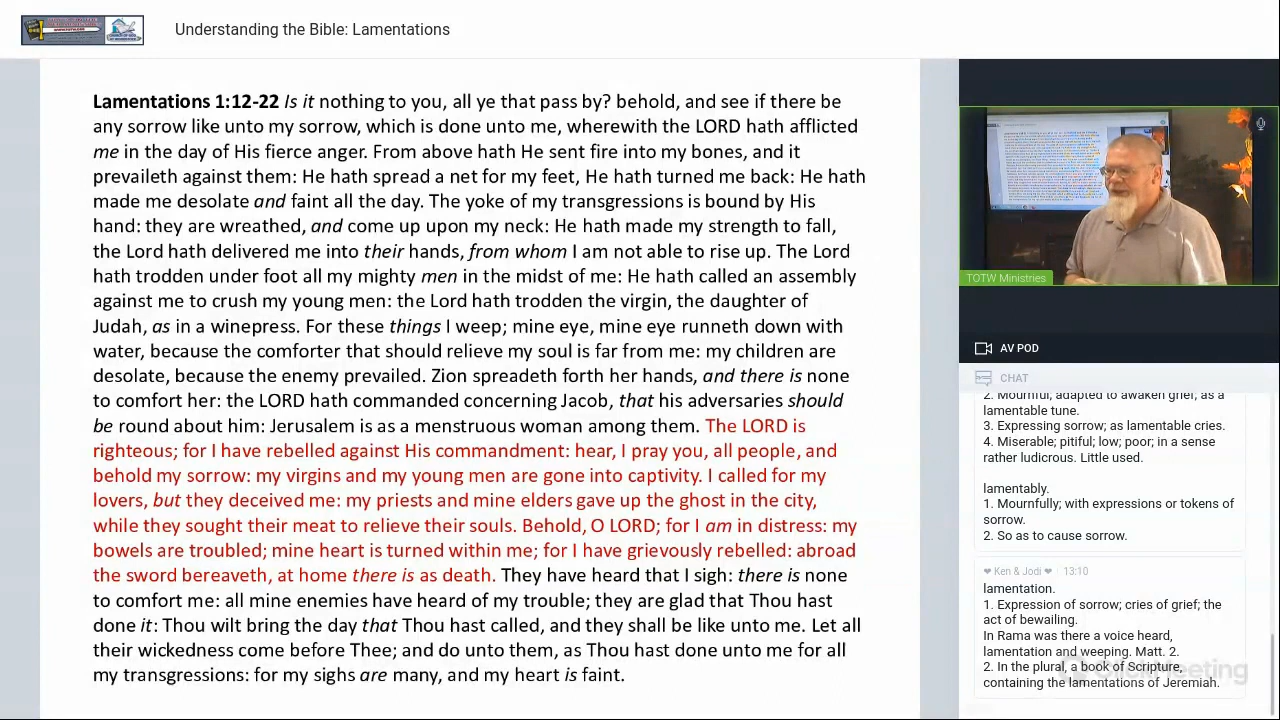 Understanding the Bible: Lamentations
Lamentations 1:12-22 Is it nothing to you, all ye that pass by? behold, and see if there be
any sorrow like unto my sorrow, which is done unto me, wherewith the LORD hath afflicted
me in the day of His fierce anger. From above hath He sent fire into my bones, and it
prevaileth against them: He hath spread a net for my feet, He hath turned me back: He hath
made me desolate and faint all the day. The yoke of my transgressions is bound by His
hand: they are wreathed, and come up upon my neck: He hath made my strength to fall,
the Lord hath delivered me into their hands, from whom I am not able to rise up. The Lord
hath trodden under foot all my mighty men in the midst of me: He hath called an assembly
against me to crush my young men: the Lord hath trodden the virgin, the daughter of
Judah, as in a winepress. For these things I weep; mine eye, mine eye runneth down with
water, because the comforter that should relieve my soul is far from me: my children are
desolate, because the enemy prevailed. Zion spreadeth forth her hands, and there is none
to comfort her: the LORD hath commanded concerning Jacob, that his adversaries should
be round about him: Jerusalem is as a menstruous woman among them. The LORD is
righteous; for I have rebelled against His commandment: hear, I pray you, all people, and
behold my sorrow: my virgins and my young men are gone into captivity. I called for my
lovers, but they deceived me: my priests and mine elders gave up the ghost in the city,
while they sought their meat to relieve their souls. Behold, O LORD; for I am in distress: my
bowels are troubled; mine heart is turned within me; for I have grievously rebelled: abroad
the sword bereaveth, at home there is as death. They have heard that I sigh: there is none
to comfort me: all mine enemies have heard of my trouble; they are glad that Thou hast
done it: Thou wilt bring the day that Thou hast called, and they shall be like unto me. Let all
their wickedness come before Thee; and do unto them, as Thou hast done unto me for all
my transgressions: for my sighs are many, and my heart is faint.
TOTW Ministries
AV POD
CHAT
2. Mournful; adapted to awaken grief; as a
lamentable tune.
3. Expressing sorrow; as lamentable cries.
4. Miserable; pitiful; low; poor; in a sense
rather ludicrous. Little used.
lamentably.
1. Mournfully; with expressions or tokens of
sorrow.
2. So as to cause sorrow.
❤ Ken & Jodi ❤ 13:10
lamentation.
1. Expression of sorrow; cries of grief; the
act of bewailing.
In Rama was there a voice heard,
lamentation and weeping. Matt. 2.
2. In the plural, a book of Scripture,
containing the lamentations of Jeremiah.
ClickMeeting